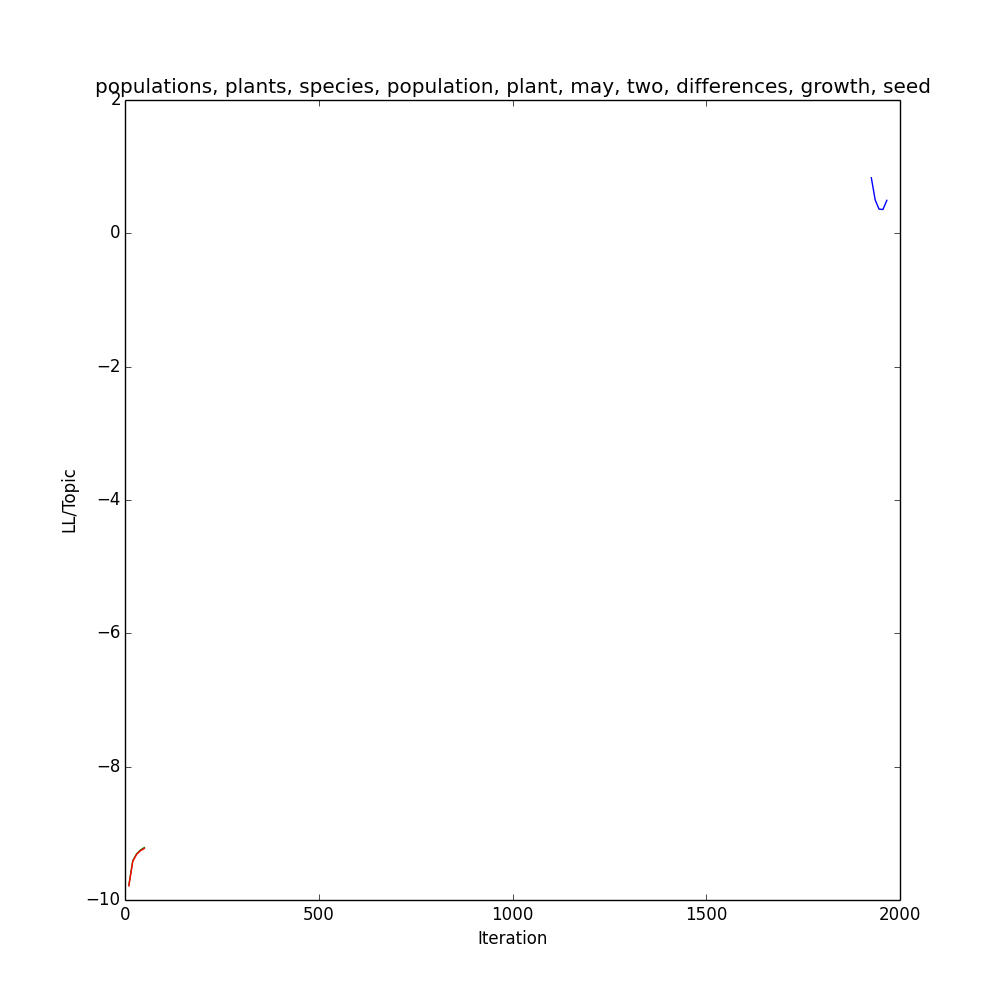 populations, plants, species, population, plant, may, two, differences, growth, seed
2
0
−2
−4
−6
−8
−10
LL/Topic
0 500 1000 1500 2000
Iteration